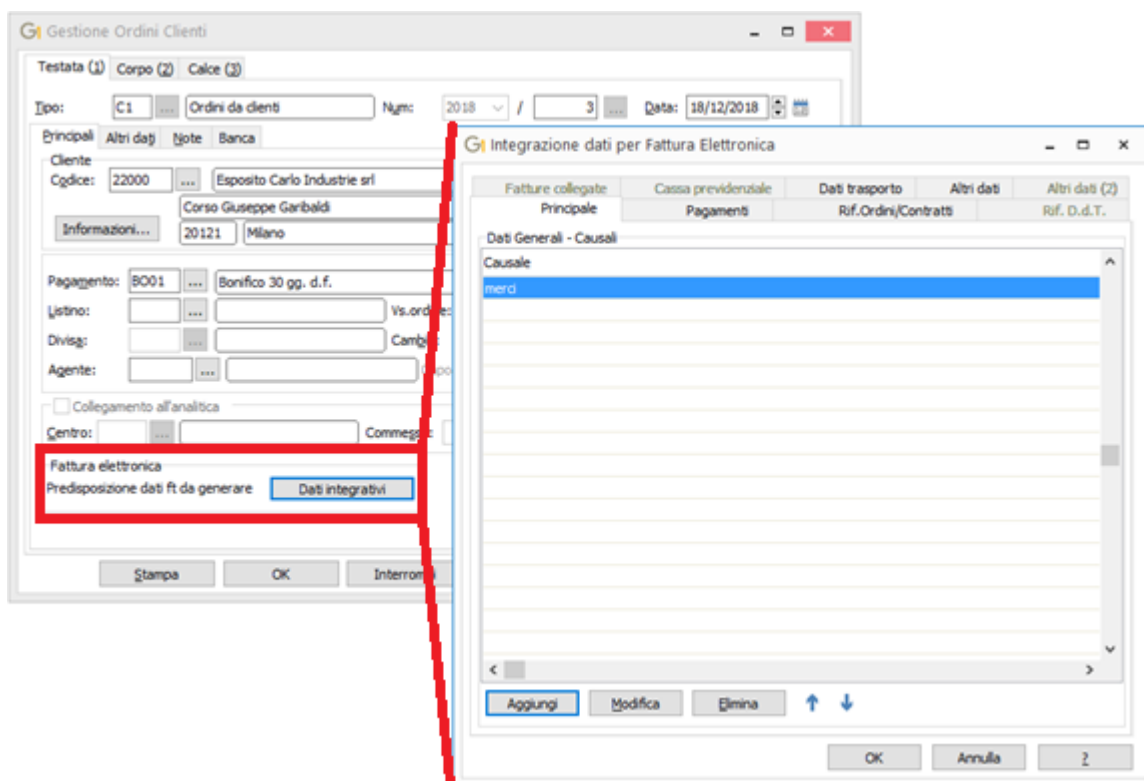 Gestione Ordini Clienti
Testata (1) Corpo (2) Calce (3)
Tipo: C1 ... Ordini da clienti Num: 2018 / 3 ... Data: 18/12/2018
Principali Altri dati Note Banca
Cliente
Codice: 22000 ... Esposito Carlo Industrie srl
Corso Giuseppe Garibaldi
Informazioni... 20121 Milano
Pagamento: BO01 ... Bonifico 30 gg. d.f.
Listino: ... Vs.ordine:
Divisa: ...
Agente: ...
Collegamento all'analitica
Centro: ...
Fattura elettronica
Predisposizione dati ft da generare Dati integrativi
Stampa OK
Integrazione dati per Fattura Elettronica
Fatture collegate Cassa previdenziale Dati trasporto Altri dati Altri dati (2)
Principale Pagamenti Rif.Ordini/Contratti Rif. D.d.T.
Dati Generali - Causali
Causale
merci
Aggiungi Modifica Elimina
OK Annulla ?